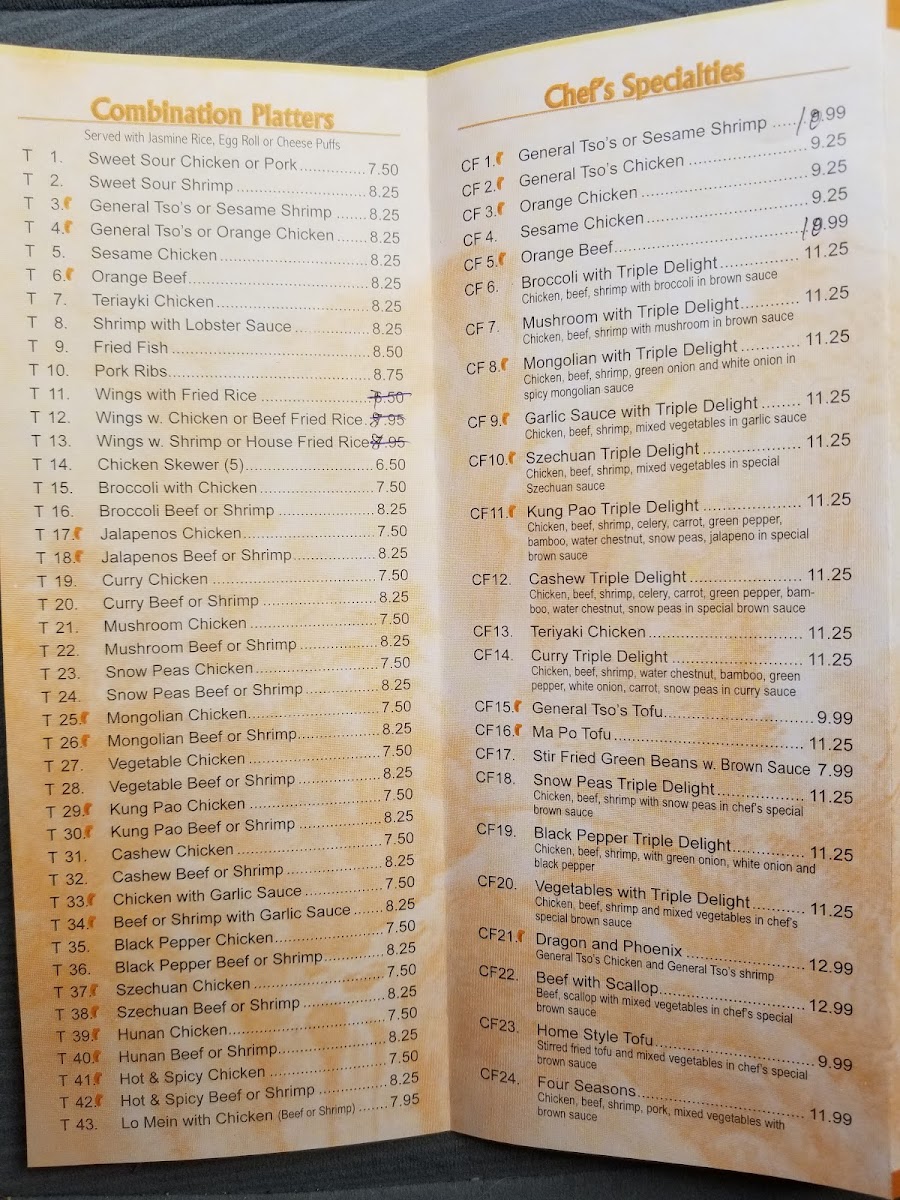 Combination Platters
Served with Jasmine Rice, Egg Roll or Cheese Puffs
T 1. Sweet Sour Chicken or Pork 7.50
T 2. Sweet Sour Shrimp 8.25
T 3. General Tso's or Sesame Shrimp 8.25
T 4. General Tso's or Orange Chicken 8.25
T 5. Sesame Chicken 8.25
T 6. Orange Beef 8.25
T 7. Teriayki Chicken 8.25
T 8. Shrimp with Lobster Sauce 8.25
T 9. Fried Fish 8.50
T 10. Pork Ribs 8.75
T 11. Wings with Fried Rice
T 12. Wings w. Chicken or Beef Fried Rice
T 13. Wings w. Shrimp or House Fried Rice
T 14. Chicken Skewer (5) 6.50
T 15. Broccoli with Chicken 7.50
T 16. Broccoli Beef or Shrimp 8.25
T 17. Jalapenos Chicken 7.50
T 18. Jalapenos Beef or Shrimp 8.25
T 19. Curry Chicken 7.50
T 20. Curry Beef or Shrimp 8.25
T 21. Mushroom Chicken 7.50
T 22. Mushroom Beef or Shrimp 8.25
T 23. Snow Peas Chicken 7.50
T 24. Snow Peas Beef or Shrimp 8.25
T 25. Mongolian Chicken 7.50
T 26. Mongolian Beef or Shrimp 8.25
T 27. Vegetable Chicken 7.50
T 28. Vegetable Beef or Shrimp 8.25
T 29. Kung Pao Chicken 7.50
T 30. Kung Pao Beef or Shrimp 8.25
T 31. Cashew Chicken 7.50
T 32. Cashew Beef or Shrimp 8.25
T 33. Chicken with Garlic Sauce 7.50
T 34. Beef or Shrimp with Garlic Sauce 8.25
T 35. Black Pepper Chicken 7.50
T 36. Black Pepper Beef or Shrimp 8.25
T 37. Szechuan Chicken 7.50
T 38. Szechuan Beef or Shrimp 8.25
T 39. Hunan Chicken 7.50
T 40. Hunan Beef or Shrimp 8.25
T 41. Hot & Spicy Chicken 7.50
T 42. Hot & Spicy Beef or Shrimp 8.25
T 43. Lo Mein with Chicken (Beef or Shrimp) 7.95
Chef's Specialties
CF 1. General Tso's or Sesame Shrimp 10.99
CF 2. General Tso's Chicken 9.25
CF 3. Orange Chicken 9.25
CF 4. Sesame Chicken 9.25
CF 5. Orange Beef 10.99
CF 6. Broccoli with Triple Delight 11.25
Chicken, beef, shrimp with broccoli in brown sauce
CF 7. Mushroom with Triple Delight 11.25
Chicken, beef, shrimp with mushroom in brown sauce
CF 8. Mongolian with Triple Delight 11.25
Chicken, beef, shrimp, green onion and white onion in
spicy mongolian sauce
CF 9. Garlic Sauce with Triple Delight 11.25
Chicken, beef, shrimp, mixed vegetables in garlic sauce
CF10. Szechuan Triple Delight 11.25
Chicken, beef, shrimp, mixed vegetables in special
Szechuan sauce
CF11. Kung Pao Triple Delight 11.25
Chicken, beef, shrimp, celery, carrot, green pepper,
bamboo, water chestnut, snow peas, jalapeno in special
brown sauce
CF12. Cashew Triple Delight 11.25
Chicken, beef, shrimp, celery, carrot, green pepper, bam-
boo, water chestnut, snow peas in special brown sauce
CF13. Teriyaki Chicken 11.25
CF14. Curry Triple Delight 11.25
Chicken, beef, shrimp, water chestnut, bamboo, green
pepper, white onion, carrot, snow peas in curry sauce
CF15. General Tso's Tofu 9.99
CF16. Ma Po Tofu 11.25
CF17. Stir Fried Green Beans w. Brown Sauce 7.99
CF18. Snow Peas Triple Delight 11.25
Chicken, beef, shrimp with snow peas in chef's special
brown sauce
CF19. Black Pepper Triple Delight 11.25
Chicken, beef, shrimp, with green onion, white onion and
black pepper
CF20. Vegetables with Triple Delight 11.25
Chicken, beef, shrimp and mixed vegetables in chef's
special brown sauce
CF21. Dragon and Phoenix 12.99
General Tso's Chicken and General Tso's shrimp
CF22. Beef with Scallop 12.99
Beef, scallop with mixed vegetables in chef's special
brown sauce
CF23. Home Style Tofu 9.99
Stirred fried tofu and mixed vegetables in chef's special
brown sauce
CF24. Four Seasons 11.99
Chicken, beef, shrimp, pork, mixed vegetables with
brown sauce